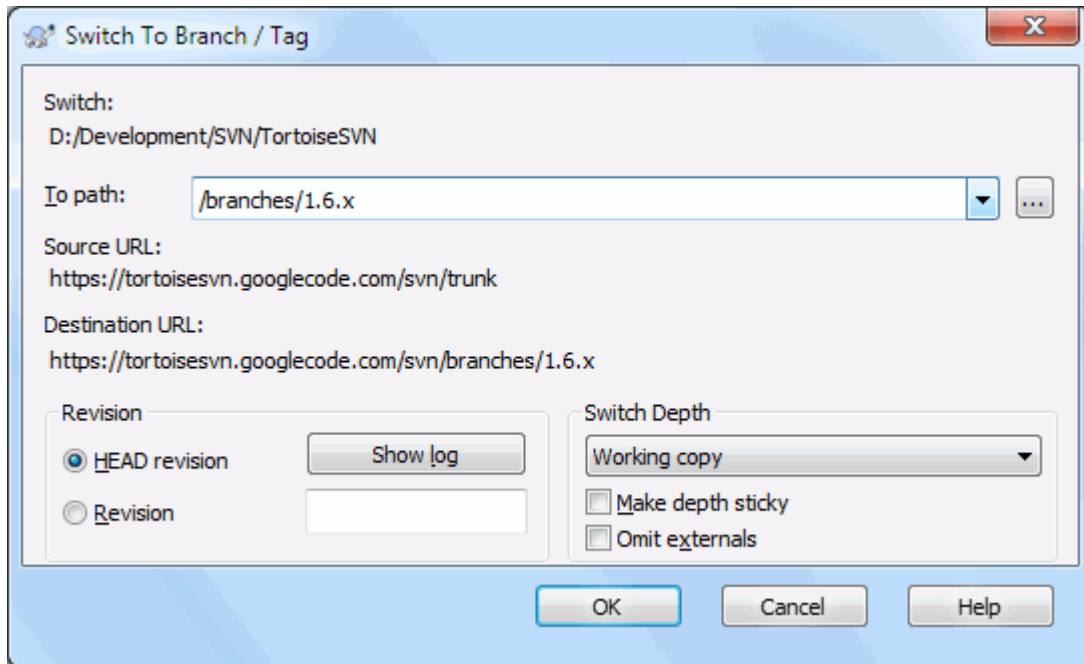 Switch To Branch / Tag
Switch:
D:/Development/SVN/TortoiseSVN
To path:
/branches/1.6.x
...
Source URL:
https://tortoisesvn.googlecode.com/svn/trunk
Destination URL:
https://tortoisesvn.googlecode.com/svn/branches/1.6.x
Revision
HEAD revision
Show log
Revision
Switch Depth
Working copy
Make depth sticky
Omit externals
OK
Cancel
Help